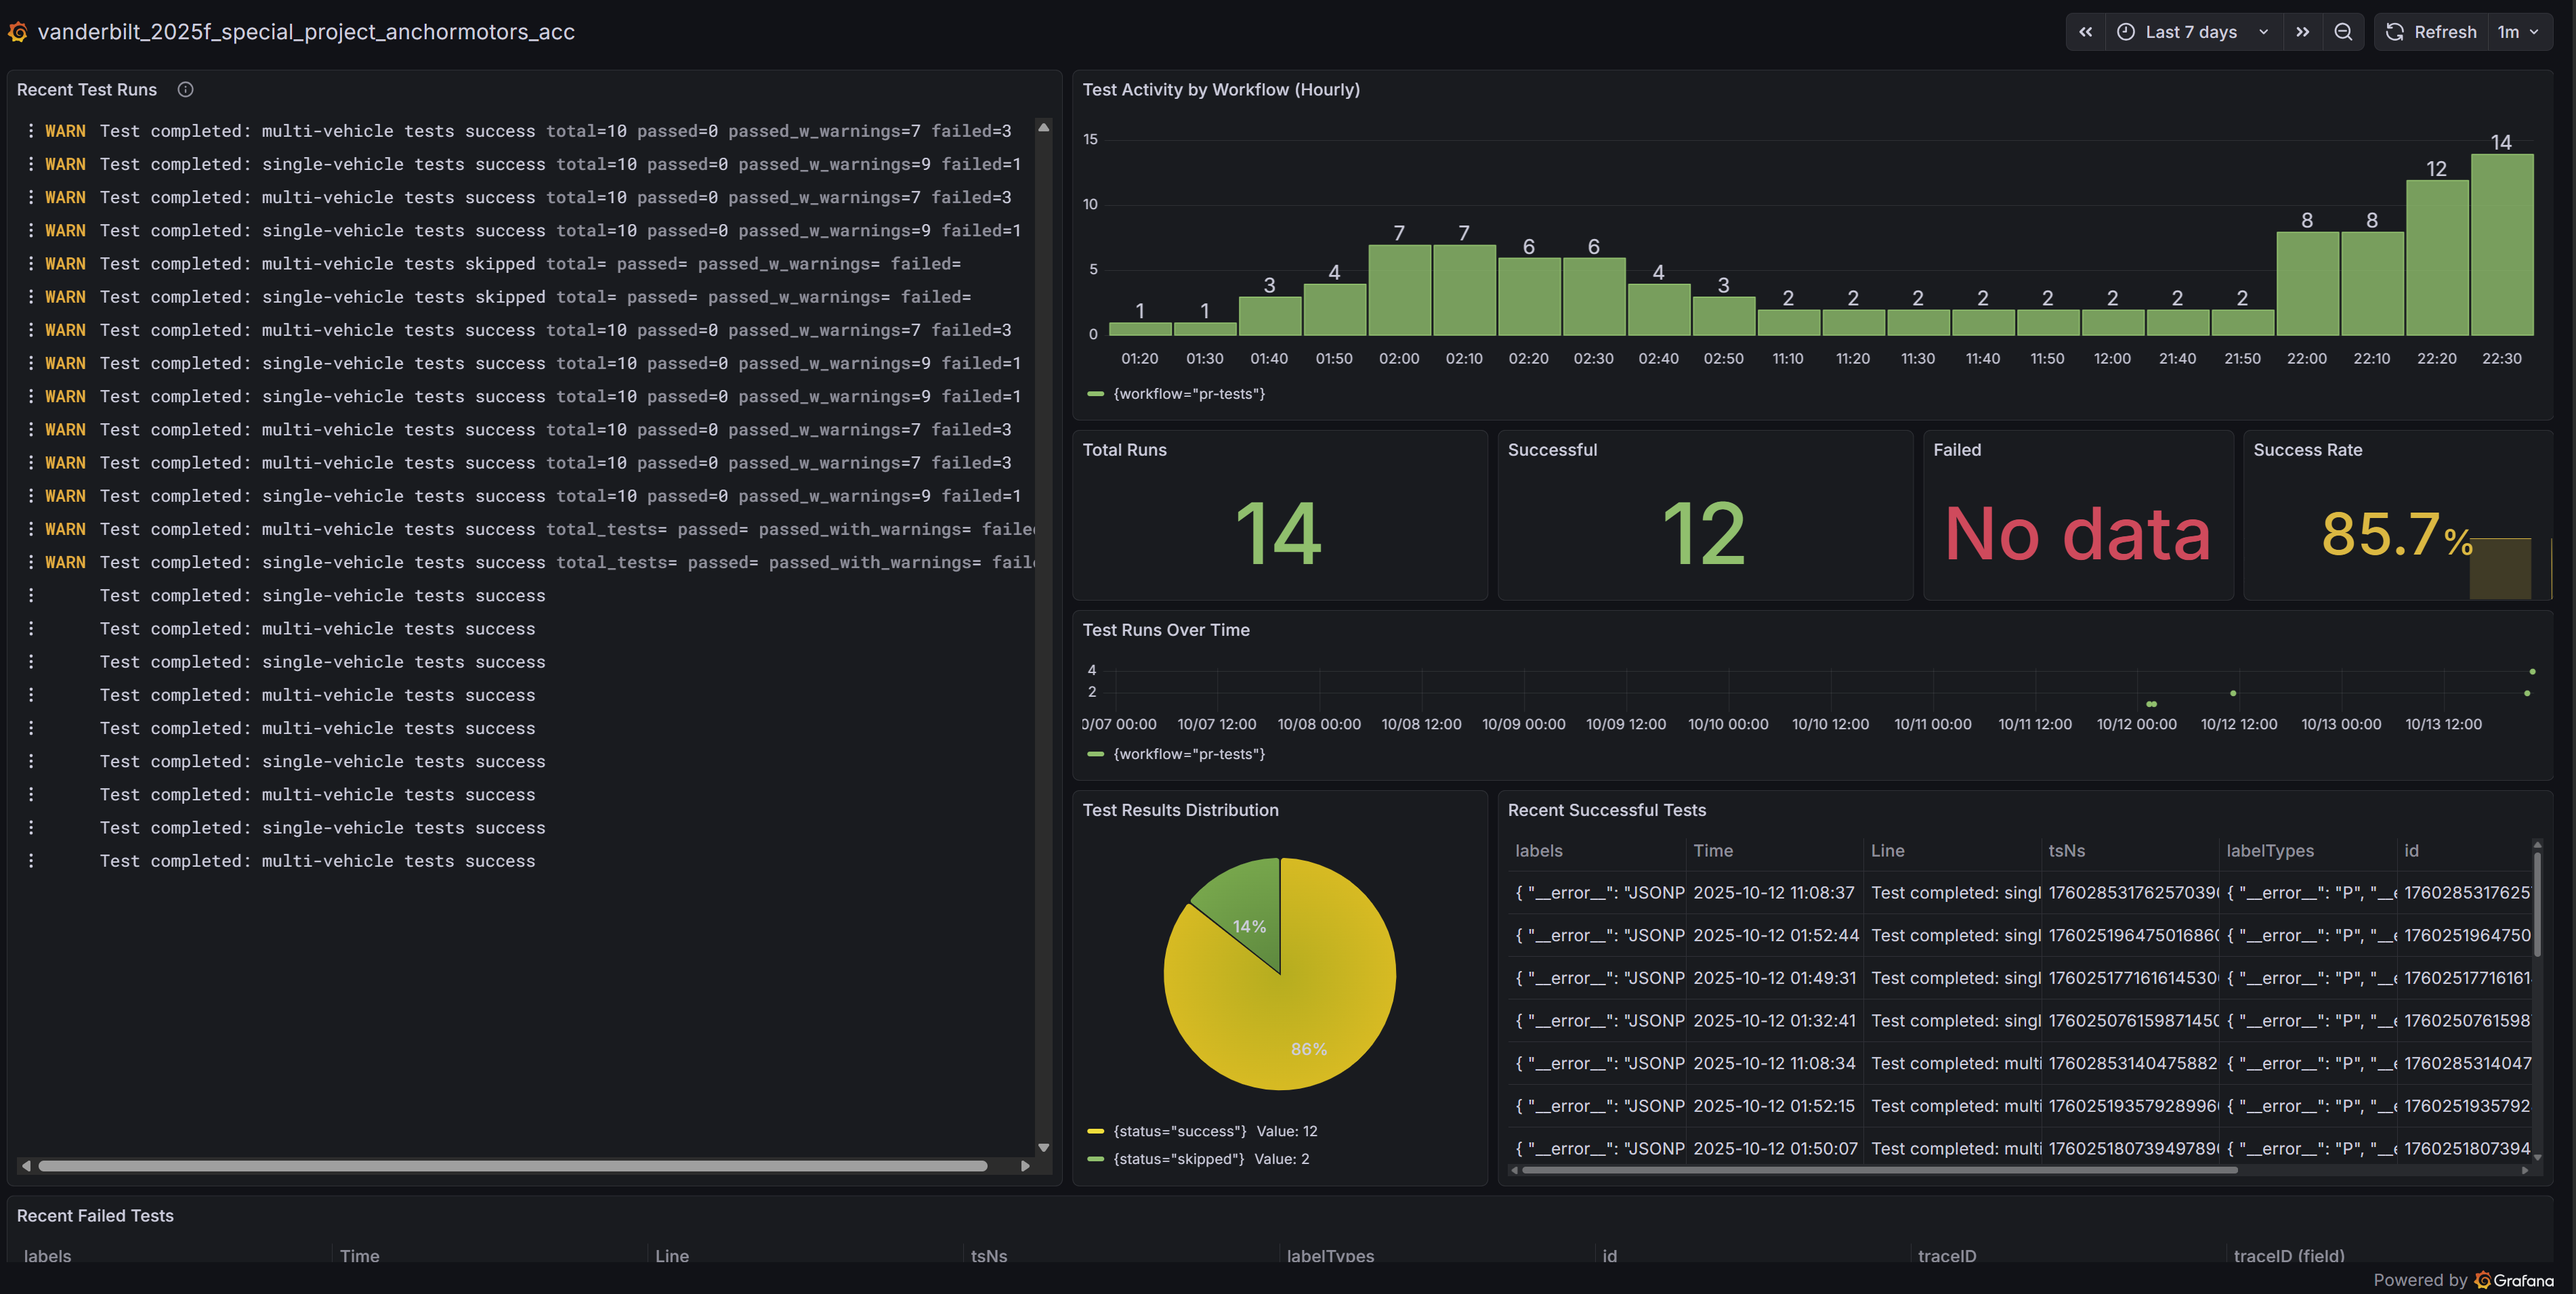 vanderbilt_2025f_special_project_anchormotors_acc
Last 7 days
Refresh
1m
Recent Test Runs
WARN Test completed: multi-vehicle tests success total=10 passed=0 passed_w_warnings=7 failed=3
WARN Test completed: single-vehicle tests success total=10 passed=0 passed_w_warnings=9 failed=1
WARN Test completed: multi-vehicle tests success total=10 passed=0 passed_w_warnings=7 failed=3
WARN Test completed: single-vehicle tests success total=10 passed=0 passed_w_warnings=9 failed=1
WARN Test completed: multi-vehicle tests skipped total= passed= passed_w_warnings= failed=
WARN Test completed: single-vehicle tests skipped total= passed= passed_w_warnings= failed=
WARN Test completed: multi-vehicle tests success total=10 passed=0 passed_w_warnings=7 failed=3
WARN Test completed: single-vehicle tests success total=10 passed=0 passed_w_warnings=9 failed=1
WARN Test completed: single-vehicle tests success total=10 passed=0 passed_w_warnings=9 failed=1
WARN Test completed: multi-vehicle tests success total=10 passed=0 passed_w_warnings=7 failed=3
WARN Test completed: multi-vehicle tests success total=10 passed=0 passed_w_warnings=7 failed=3
WARN Test completed: single-vehicle tests success total=10 passed=0 passed_w_warnings=9 failed=1
WARN Test completed: multi-vehicle tests success total_tests= passed= passed_with_warnings= faile
WARN Test completed: single-vehicle tests success total_tests= passed= passed_with_warnings= fail
Test completed: single-vehicle tests success
Test completed: multi-vehicle tests success
Test completed: single-vehicle tests success
Test completed: multi-vehicle tests success
Test completed: multi-vehicle tests success
Test completed: single-vehicle tests success
Test completed: multi-vehicle tests success
Test completed: single-vehicle tests success
Test completed: multi-vehicle tests success
Test Activity by Workflow (Hourly)
15
10
5
0
1 1 3 4 7 7 6 6 4 3 2 2 2 2 2 2 2 2 8 8 12 14
01:20 01:30 01:40 01:50 02:00 02:10 02:20 02:30 02:40 02:50 11:10 11:20 11:30 11:40 11:50 12:00 21:40 21:50 22:00 22:10 22:20 22:30
{workflow="pr-tests"}
Total Runs
14
Successful
12
Failed
No data
Success Rate
85.7%
Test Runs Over Time
4
2
0/07 00:00 10/07 12:00 10/08 00:00 10/08 12:00 10/09 00:00 10/09 12:00 10/10 00:00 10/10 12:00 10/11 00:00 10/11 12:00 10/12 00:00 10/12 12:00 10/13 00:00 10/13 12:00
{workflow="pr-tests"}
Test Results Distribution
14%
86%
{status="success"} Value: 12
{status="skipped"} Value: 2
Recent Successful Tests
labels Time Line tsNs labelTypes id
{ "__error__": "JSONP 2025-10-12 11:08:37 Test completed: singl 176028531762570390 { "__error__": "P", "__e 17602853176257
{ "__error__": "JSONP 2025-10-12 01:52:44 Test completed: singl 176025196475016860 { "__error__": "P", "__e 1760251964750
{ "__error__": "JSONP 2025-10-12 01:49:31 Test completed: singl 176025177161614530 { "__error__": "P", "__e 1760251771616
{ "__error__": "JSONP 2025-10-12 01:32:41 Test completed: singl 176025076159871450 { "__error__": "P", "__e 1760250761598
{ "__error__": "JSONP 2025-10-12 11:08:34 Test completed: multi 17602853140475882 { "__error__": "P", "__e 1760285314047
{ "__error__": "JSONP 2025-10-12 01:52:15 Test completed: multi 176025193579289960 { "__error__": "P", "__e 1760251935792
{ "__error__": "JSONP 2025-10-12 01:50:07 Test completed: multi 176025180739497890 { "__error__": "P", "__e 1760251807394
Recent Failed Tests
labels Time Line tsNs labelTypes id traceID traceID (field)
Powered by Grafana